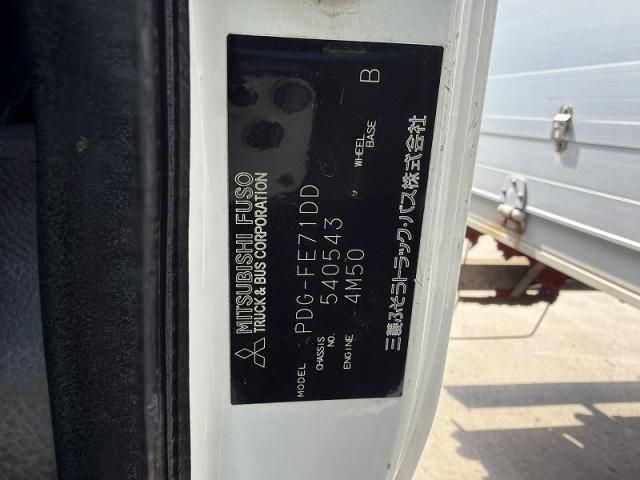 MITSUBISHI FUSO
TRUCK & BUS CORPORATION
MODEL PDG-FE71DD
CHASSIS NO. 540543
ENGINE 4M50 WHEEL BASE B
三菱ふそうトラック・バス株式会社